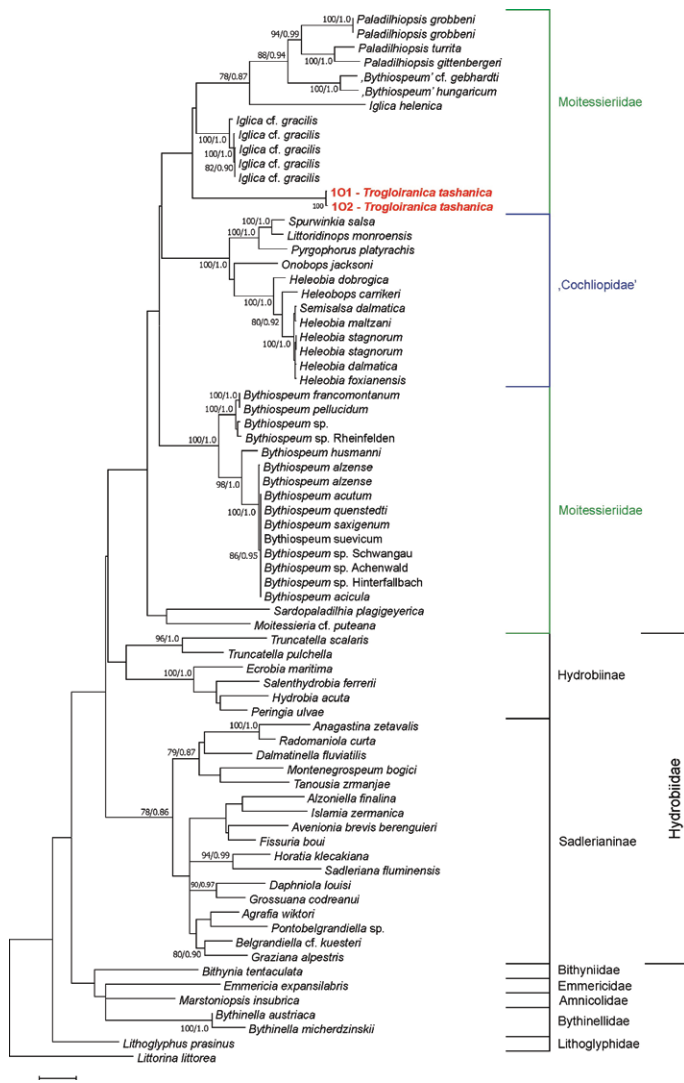 100/1.0 Paladilhiopsis grobbeni
94/0.99 Paladilhiopsis grobbeni
Paladilhiopsis turrita
88/0.94
100/1.0 Paladilhiopsis gittenbergeri
78/0.87 ‚Bythiospeum' cf. gebhardti
100/1.0 ‚Bythiospeum' hungaricum
Moitessieriidae
Iglica helenica
Iglica cf. gracilis
Iglica cf. gracilis
100/1.0 Iglica cf. gracilis
100/1.0 Iglica cf. gracilis
82/0.90 Iglica cf. gracilis
1O1 - Trogloiranica tashanica
100 1O2 - Trogloiranica tashanica
100/1.0 Spurwinkia salsa
Littoridinops monroensis
Pyrgophorus platyrachis
100/1.0 Onobops jacksoni
Heleobia dobrogica
‚Cochliopidae'
100/1.0 Heleobops carrikeri
Semisalsa dalmatica
80/0.92 Heleobia maltzani
Heleobia stagnorum
100/1.0 Heleobia stagnorum
Heleobia dalmatica
Heleobia foxianensis
100/1.0 Bythiospeum francomontanum
100/1.0 Bythiospeum pellucidum
Bythiospeum sp.
100/1.0 Bythiospeum sp. Rheinfelden
Bythiospeum husmanni
Bythiospeum alzense
98/1.0 Bythiospeum alzense
Bythiospeum acutum
Moitessieriidae
100/1.0 Bythiospeum quenstedti
Bythiospeum saxigenum
Bythiospeum suevicum
86/0.95 Bythiospeum sp. Schwangau
Bythiospeum sp. Achenwald
Bythiospeum sp. Hinterfallbach
Bythiospeum acicula
Sardopaladilhia plagigeyerica
Moitessieria cf. puteana
96/1.0 Truncatella scalaris
Truncatella pulchella
100/1.0 Ecrobia maritima
Hydrobiinae
Salenthydrobia ferrerii
Hydrobia acuta
Peringia ulvae
100/1.0 Anagastina zetavalis
Radomaniola curta
79/0.87 Dalmatinella fluviatilis
Montenegrospeum bogici
Tanousia zrmanjae
Alzoniella finalina
78/0.86 Islamia zermanica
Avenionia brevis berenguieri
Sadlerianinae
Hydrobiidae
Fissuria boui
94/0.99 Horatia klecakiana
Sadleriana fluminensis
90/0.97 Daphniola louisi
Grossuana codreanui
Agrafia wiktori
Pontobelgrandiella sp.
Belgrandiella cf. kuesteri
80/0.90 Graziana alpestris
Bithynia tentaculata Bithyniidae
Emmericia expansilabris Emmericidae
Marstoniopsis insubrica Amnicolidae
Bythinella austriaca Bythinellidae
100/1.0 Bythinella micherdzinskii
Lithoglyphus prasinus Lithoglyphidae
Littorina littorea